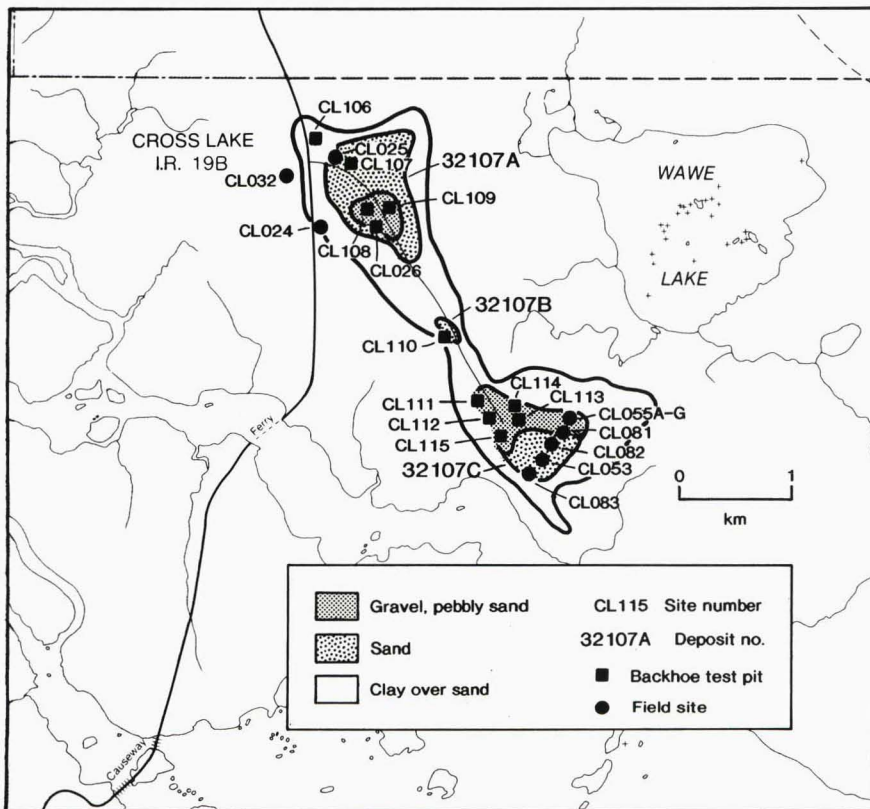 CL106
CROSS LAKE
I.R. 19B
CL025
CL107
32107A
WAWE
LAKE
CL032
CL109
CL024
CL108
CL026
32107B
CL110
CL114
CL111
CL113
CL055A-G
CL112
CL081
CL115
CL082
32107C
CL053
CL083
Ferry
0 1
km
Causeway
Gravel, pebbly sand
Sand
Clay over sand
CL115 Site number
32107A Deposit no.
Backhoe test pit
Field site